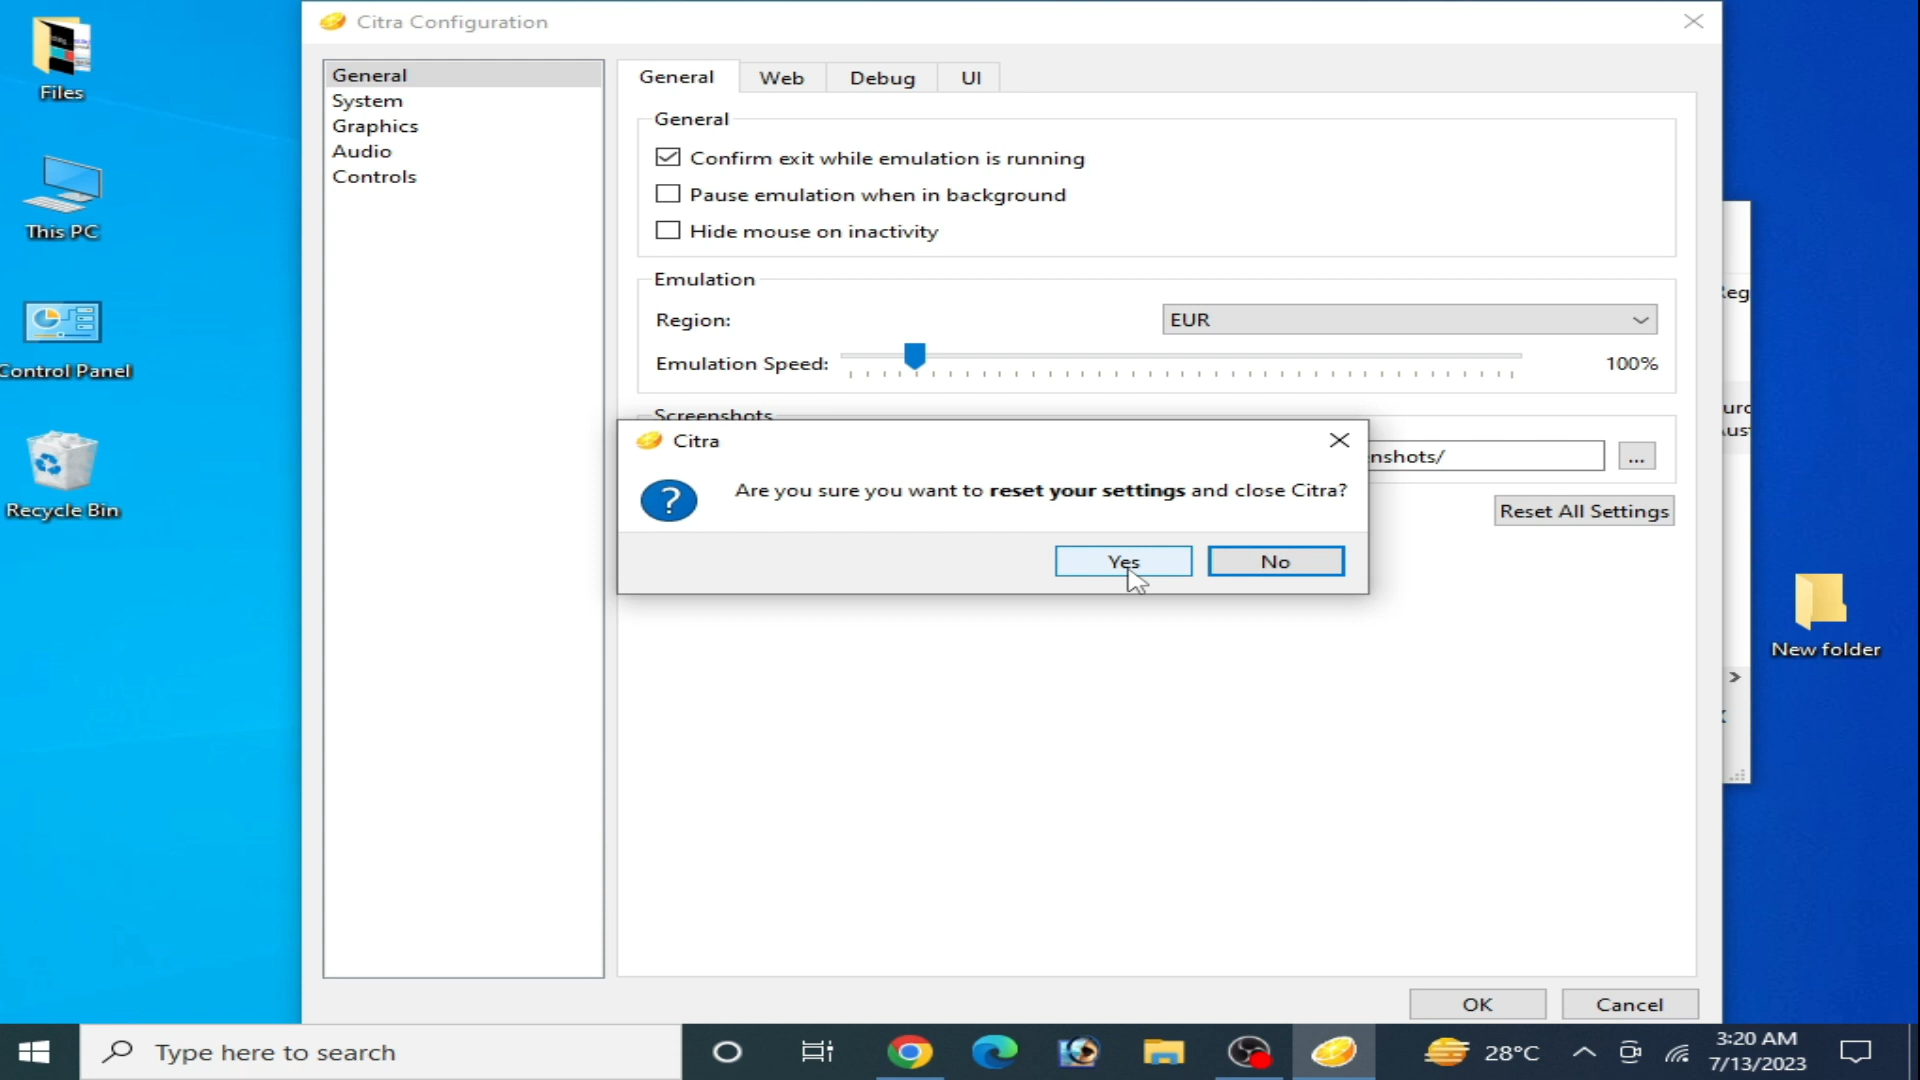 Files
This PC
Control Panel
Recycle Bin
New folder
Citra Configuration
General
System
Graphics
Audio
Controls
General
Web
Debug
UI
General
Confirm exit while emulation is running
Pause emulation when in background
Hide mouse on inactivity
Emulation
Region:
EUR
Emulation Speed:
100%
Screenshots
nshots/
...
Reset All Settings
Citra
Are you sure you want to reset your settings and close Citra?
Yes
No
OK
Cancel
Type here to search
28°C
3:20 AM
7/13/2023